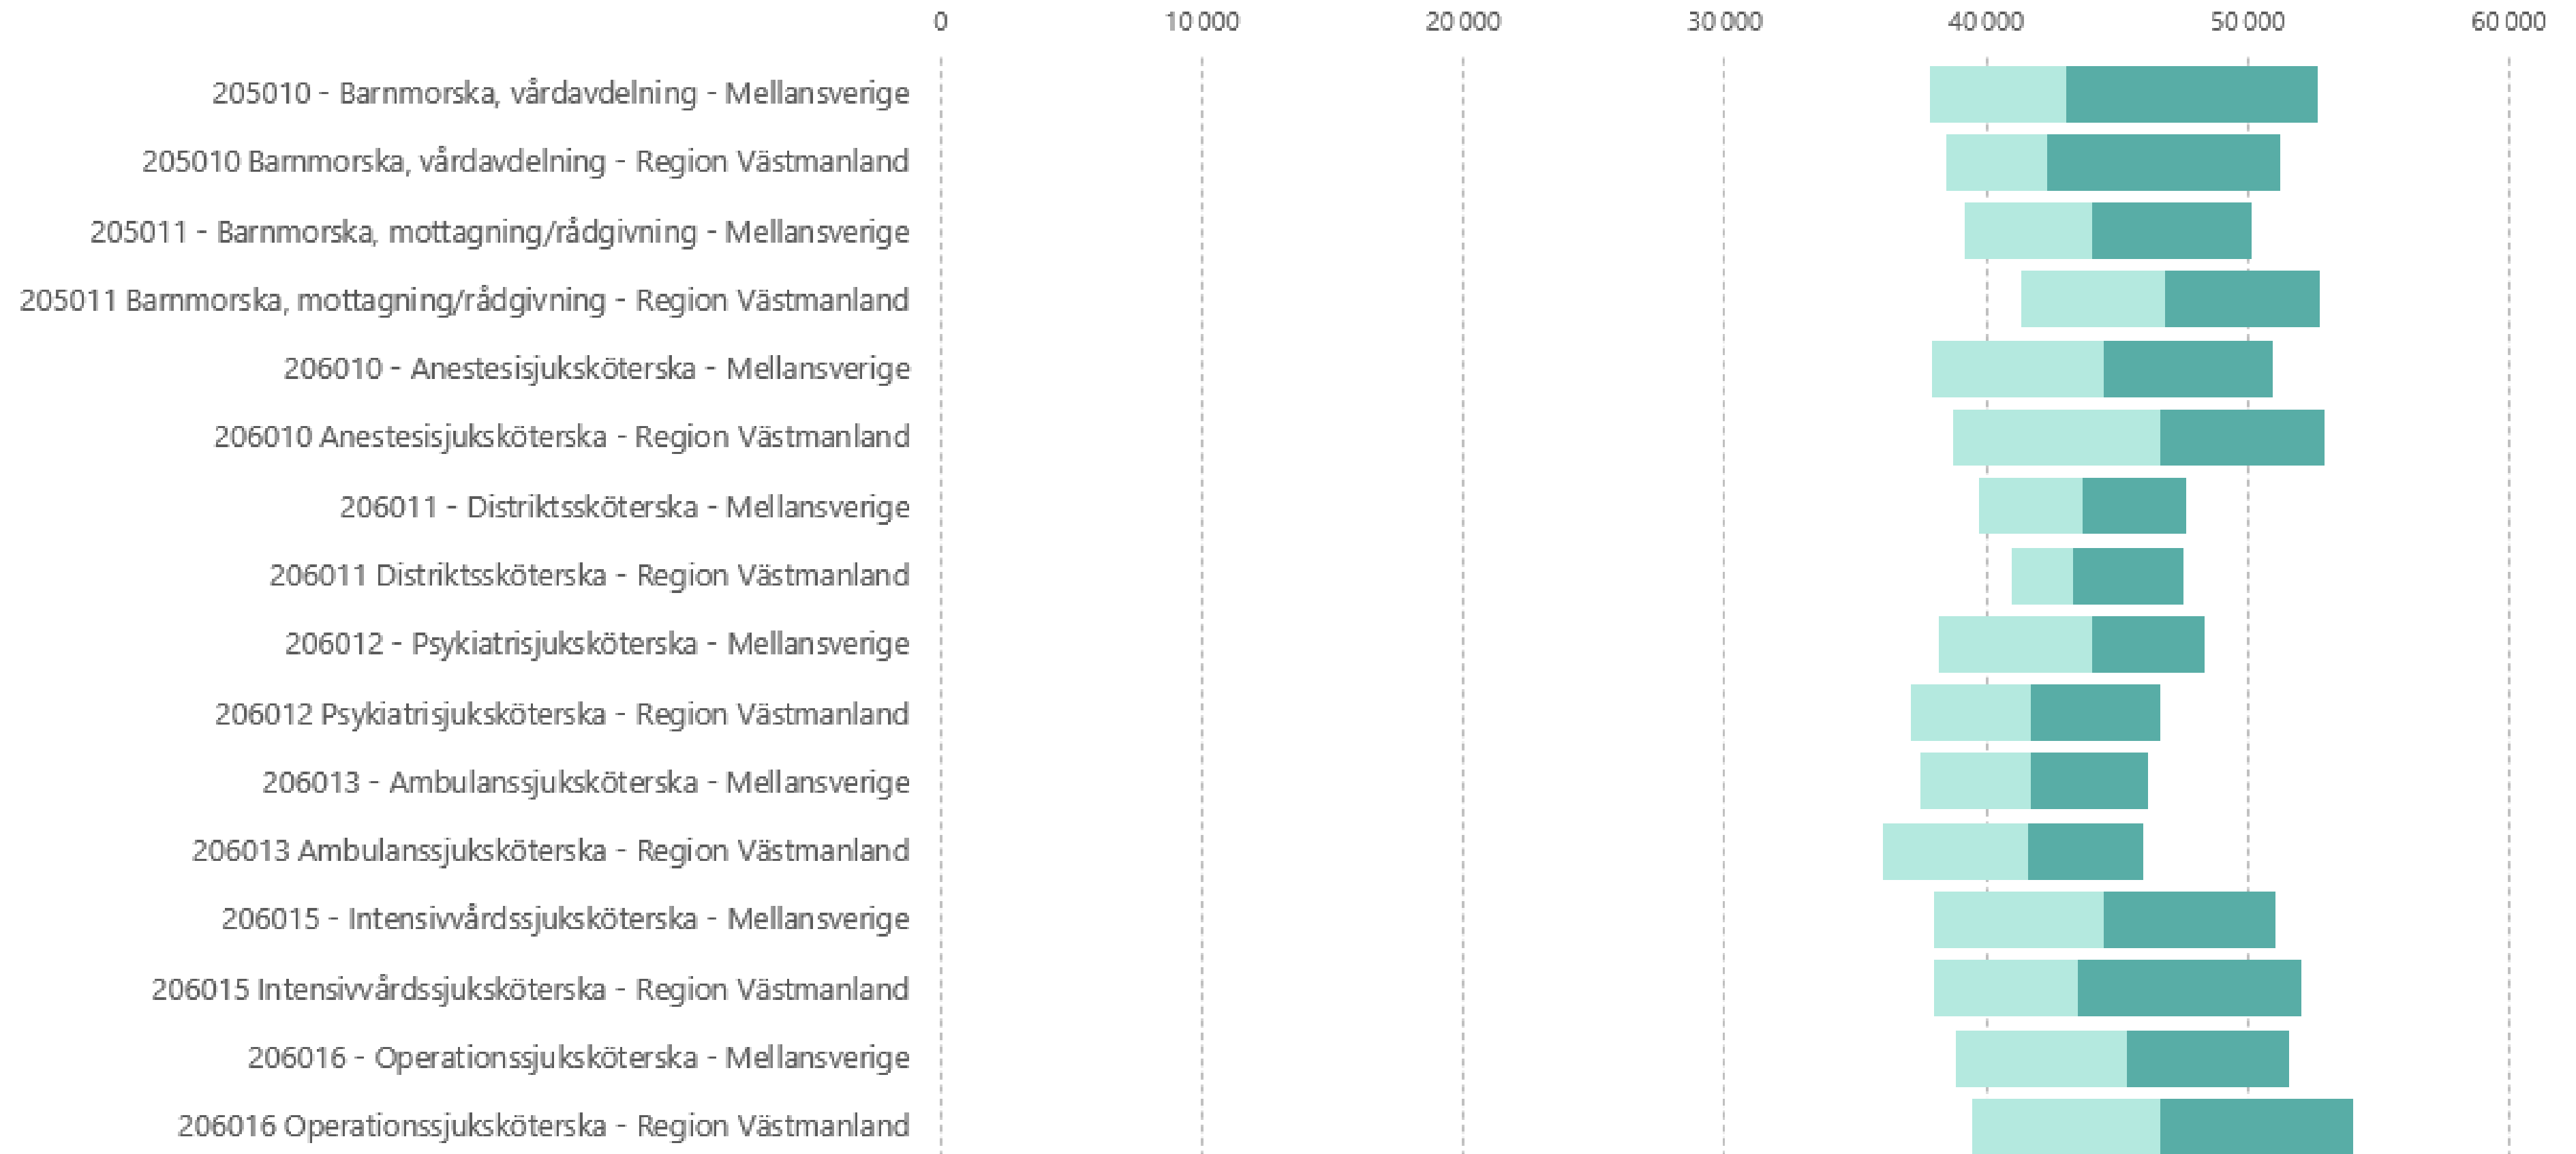 0 10 000 20 000 30 000 40 000 50 000 60 000
205010 - Barnmorska, vårdavdelning - Mellansverige
205010 Barnmorska, vårdavdelning - Region Västmanland
205011 - Barnmorska, mottagning/rådgivning - Mellansverige
205011 Barnmorska, mottagning/rådgivning - Region Västmanland
206010 - Anestesisjuksköterska - Mellansverige
206010 Anestesisjuksköterska - Region Västmanland
206011 - Distriktssköterska - Mellansverige
206011 Distriktssköterska - Region Västmanland
206012 - Psykiatrisjuksköterska - Mellansverige
206012 Psykiatrisjuksköterska - Region Västmanland
206013 - Ambulanssjuksköterska - Mellansverige
206013 Ambulanssjuksköterska - Region Västmanland
206015 - Intensivvårdssjuksköterska - Mellansverige
206015 Intensivvårdssjuksköterska - Region Västmanland
206016 - Operationssjuksköterska - Mellansverige
206016 Operationssjuksköterska - Region Västmanland